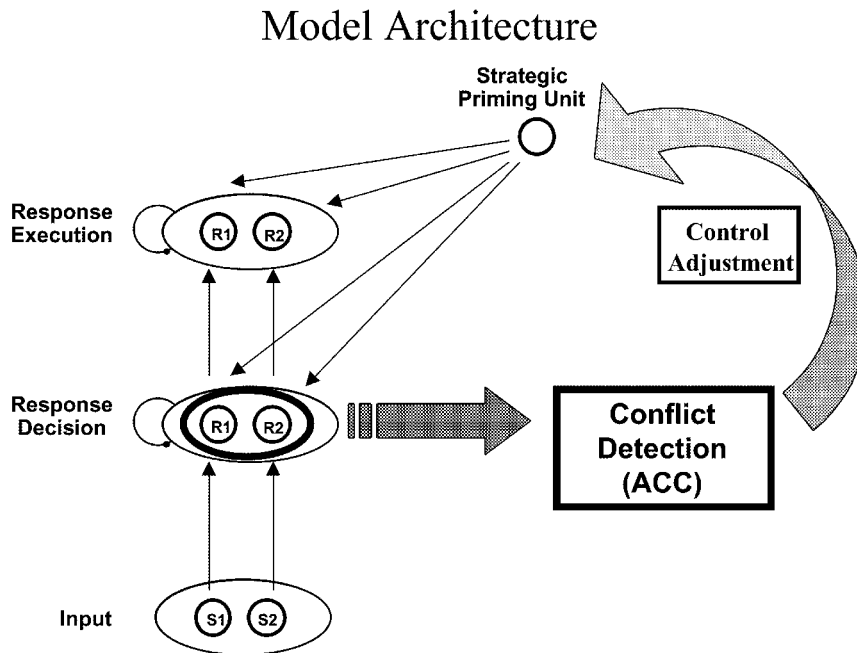 Model Architecture
Strategic
Priming Unit
Response
Execution
R1 R2
Control
Adjustment
Response
Decision
R1 R2
Conflict
Detection
(ACC)
Input
S1 S2